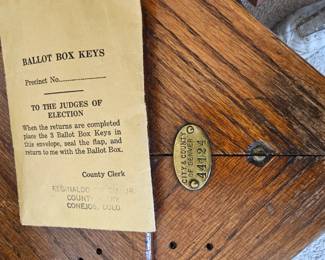 BALLOT BOX KEYS
Precinct No.
TO THE JUDGES OF
ELECTION
When the returns are completed
place the 3 Ballot Box Keys in
this envelope, seal the flap, and
return to me with the Ballot Box.
County Clerk
REGINALDO
COUNTY CLERK
CONEJOS, COLO.
CITY & COUNTY
OF DENVER
44124